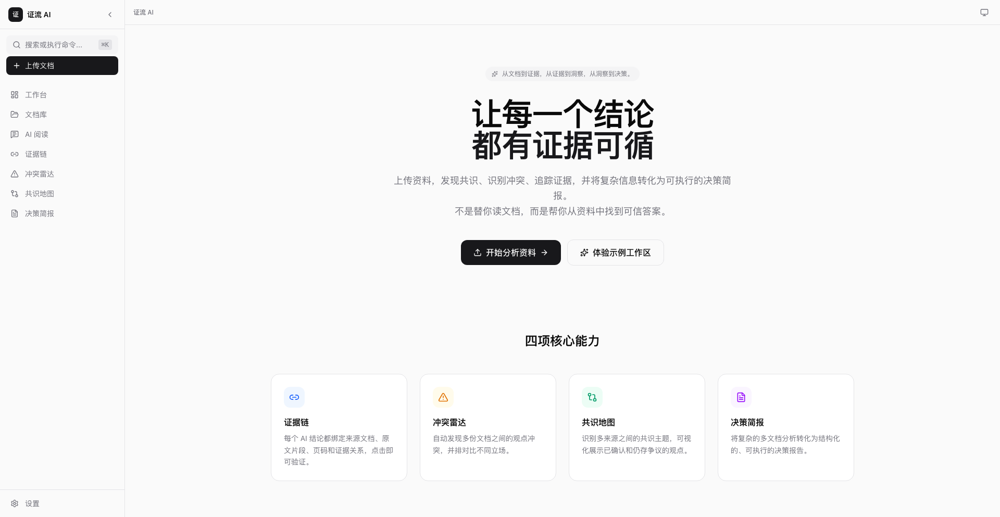 证 证流 AI
搜索或执行命令... ⌘K
上传文档
工作台
文档库
AI 阅读
证据链
冲突雷达
共识地图
决策简报
设置
证流 AI
从文档到证据，从证据到洞察，从洞察到决策。
让每一个结论
都有证据可循
上传资料，发现共识、识别冲突、追踪证据，并将复杂信息转化为可执行的决策简
报。
不是替你读文档，而是帮你从资料中找到可信答案。
开始分析资料
体验示例工作区
四项核心能力
证据链
每个 AI 结论都绑定来源文档、原
文片段、页码和证据关系，点击即
可验证。
冲突雷达
自动发现多份文档之间的观点冲
突，并排对比不同立场。
共识地图
识别多来源之间的共识主题，可视
化展示已确认和仍存争议的观点。
决策简报
将复杂的多文档分析转化为结构化
的、可执行的决策报告。